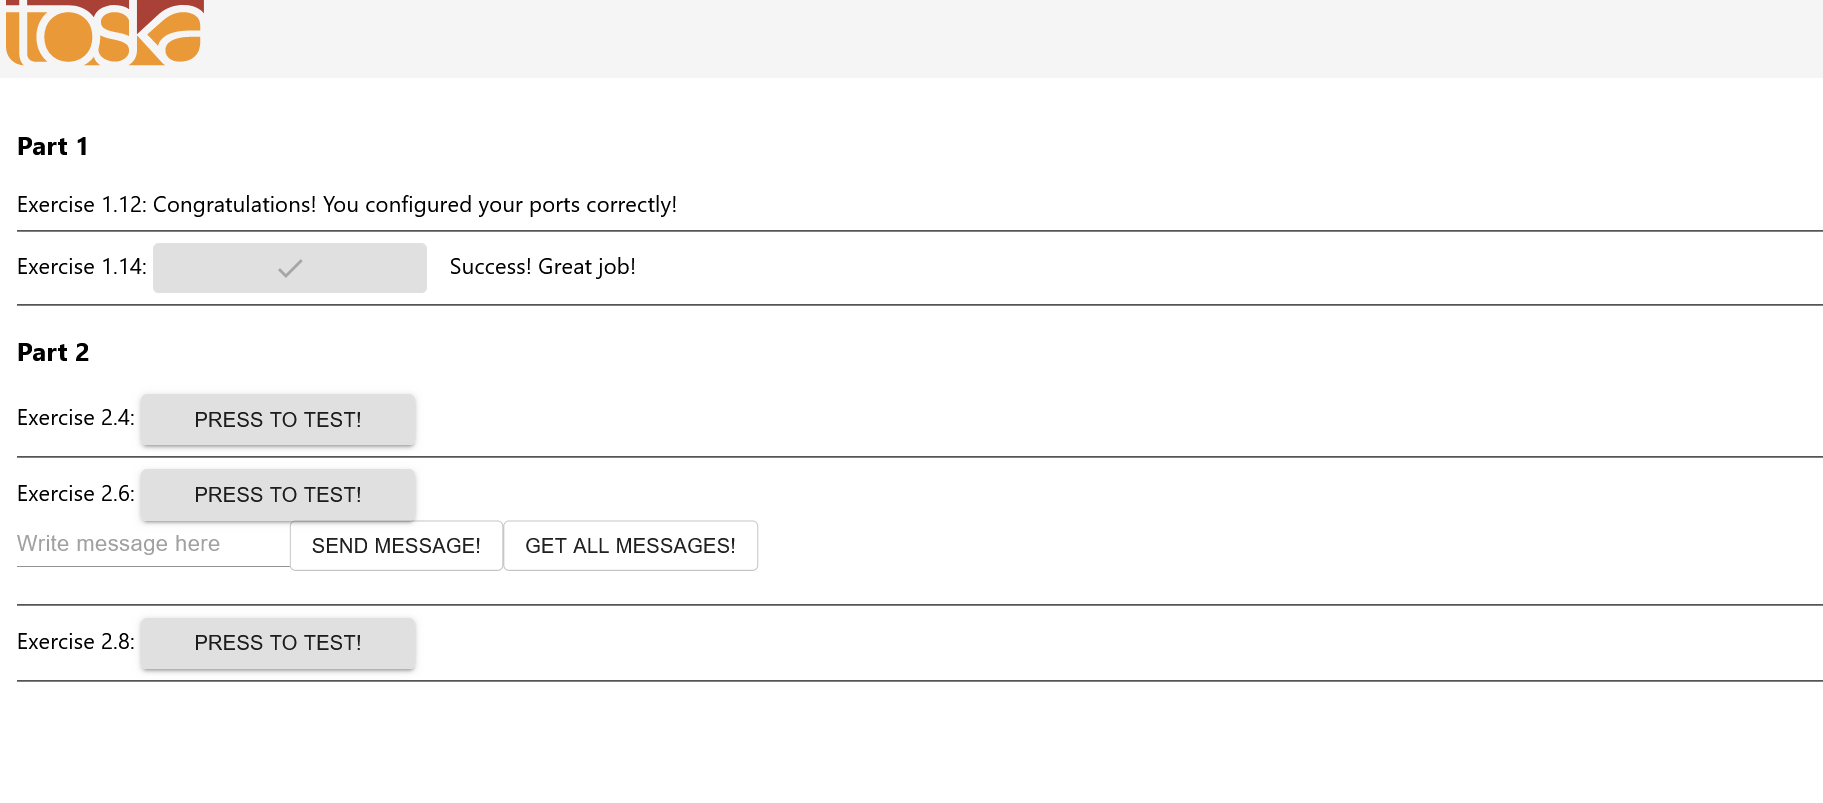 toska
Part 1
Exercise 1.12: Congratulations! You configured your ports correctly!
Exercise 1.14: Success! Great job!
Part 2
Exercise 2.4: PRESS TO TEST!
Exercise 2.6: PRESS TO TEST!
Write message here SEND MESSAGE! GET ALL MESSAGES!
Exercise 2.8: PRESS TO TEST!